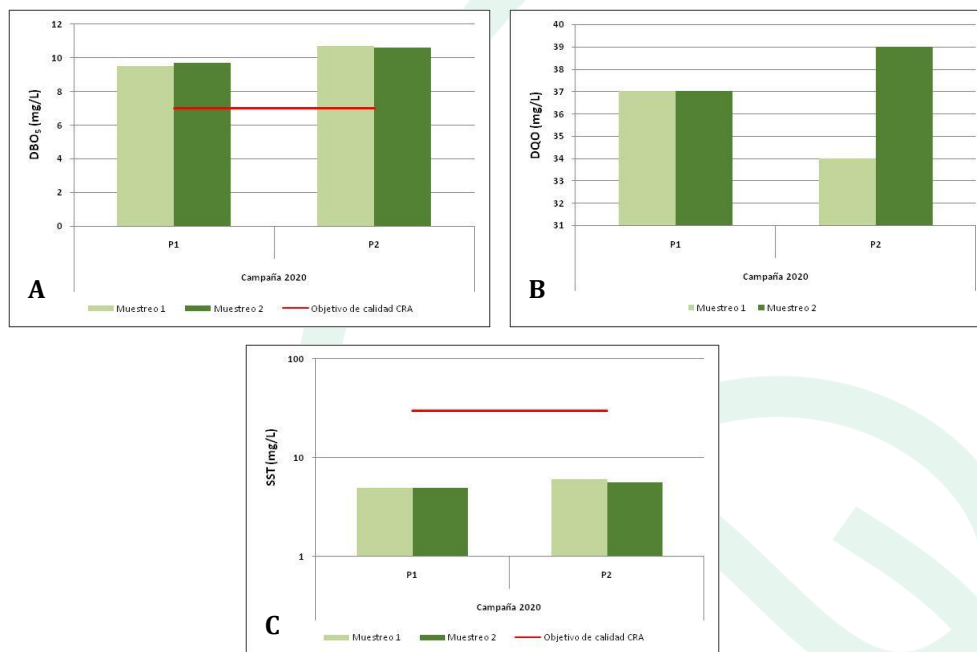 DBO₅ (mg/L)
12
10
8
6
4
2
0
P1 P2
Campaña 2020
A
Muestreo 1 Muestreo 2 Objetivo de calidad CRA
DQO (mg/L)
40
39
38
37
36
35
34
33
32
31
P1 P2
Campaña 2020
B
Muestreo 1 Muestreo 2
SST (mg/L)
100
10
1
P1 P2
Campaña 2020
C
Muestreo 1 Muestreo 2 Objetivo de calidad CRA